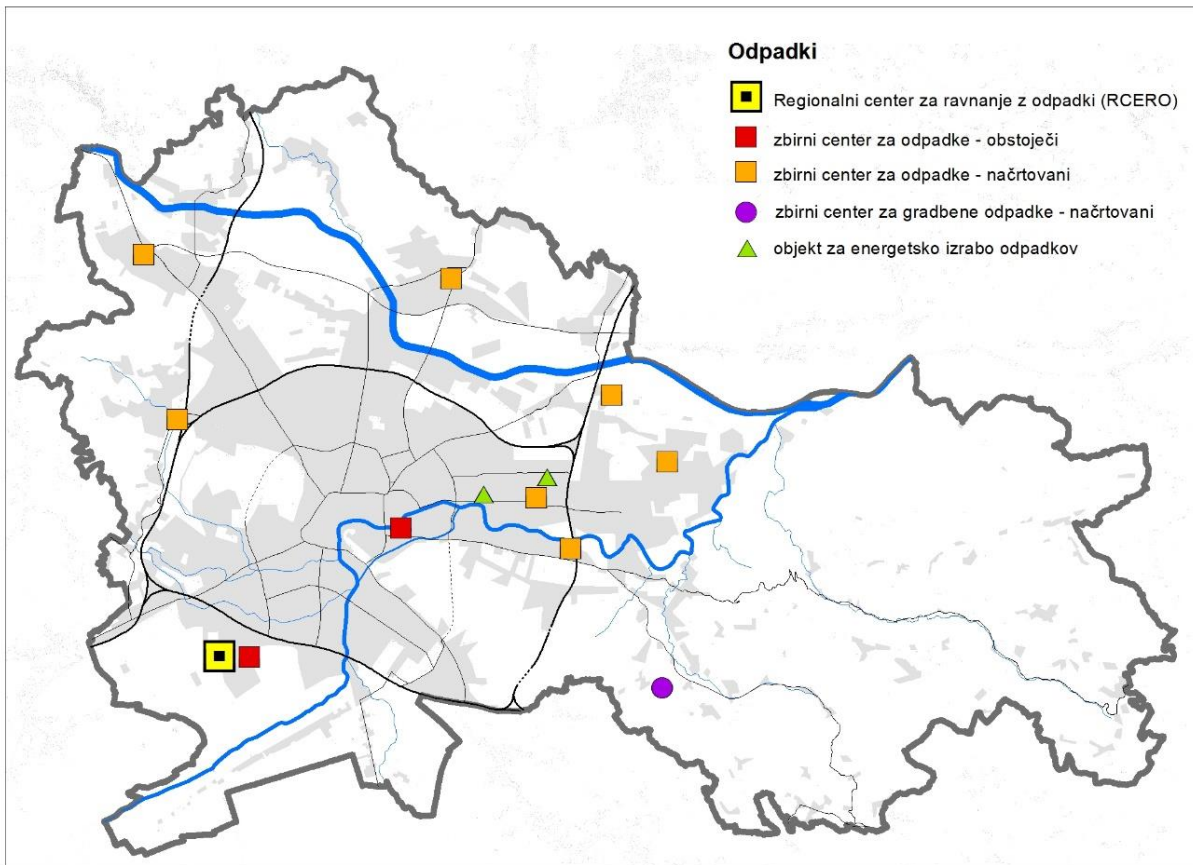 Odpadki
Regionalni center za ravnanje z odpadki (RCERO)
zbirni center za odpadke - obstoječi
zbirni center za odpadke - načrtovani
zbirni center za gradbene odpadke - načrtovani
objekt za energetsko izrabo odpadkov